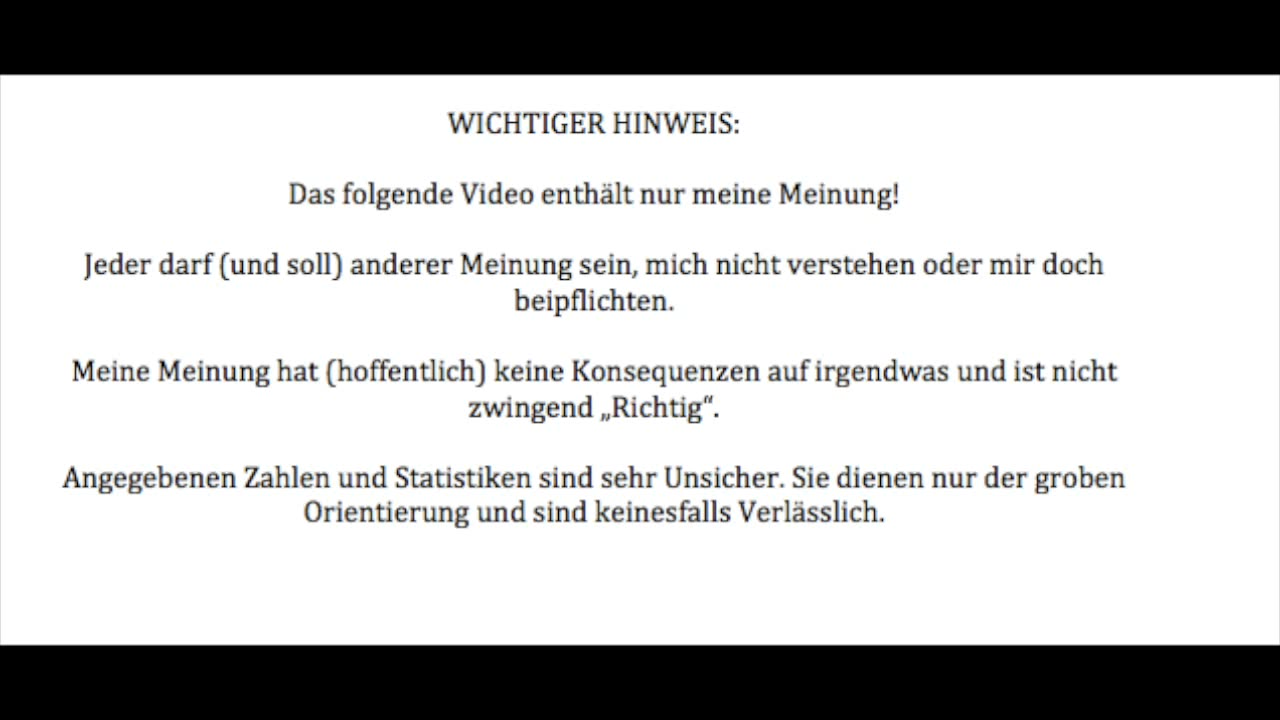 WICHTIGER HINWEIS:
Das folgende Video enthält nur meine Meinung!
Jeder darf (und soll) anderer Meinung sein, mich nicht verstehen oder mir doch
beipflichten.
Meine Meinung hat (hoffentlich) keine Konsequenzen auf irgendwas und ist nicht
zwingend „Richtig“.
Angegebenen Zahlen und Statistiken sind sehr Unsicher. Sie dienen nur der groben
Orientierung und sind keinesfalls Verlässlich.